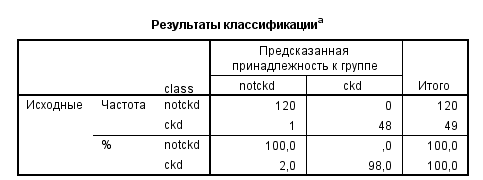 Результаты классификацииª
Предсказанная
принадлежность к группе
class notckd ckd Итого
Исходные Частота notckd 120 0 120
ckd 1 48 49
% notckd 100,0 ,0 100,0
ckd 2,0 98,0 100,0